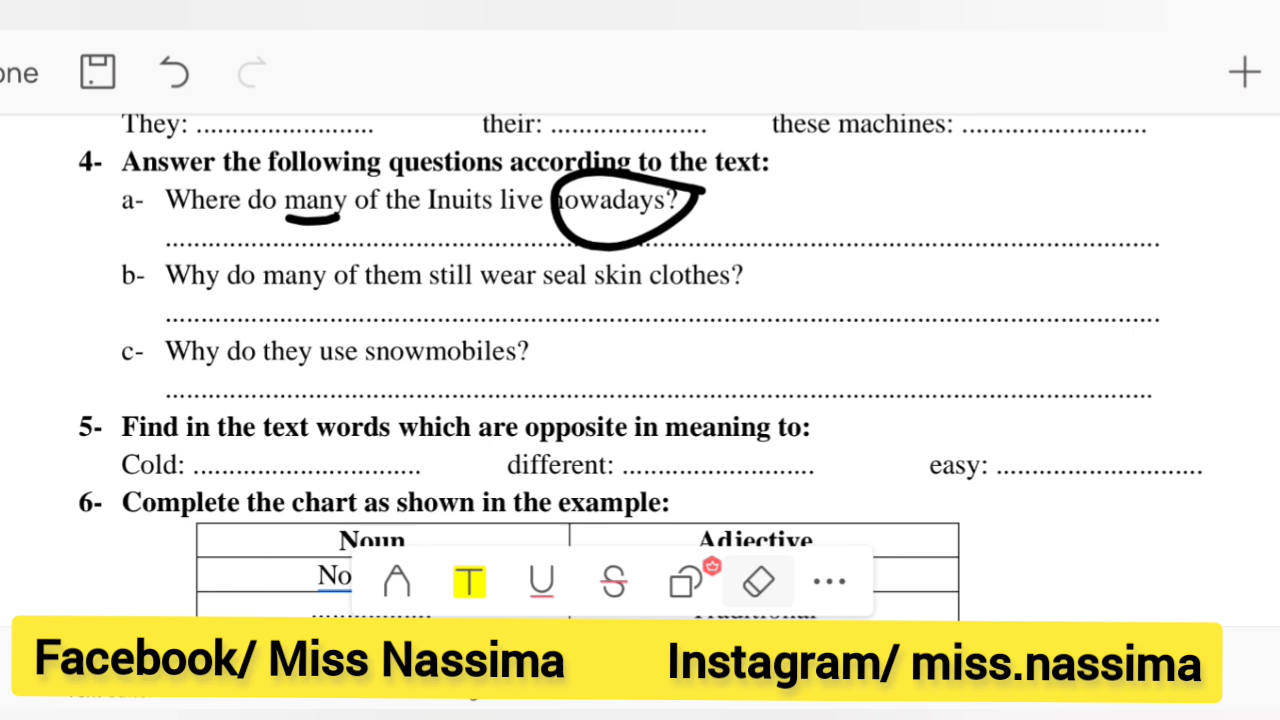 one
They: ........................ their: ..................... these machines: .........................
4- Answer the following questions according to the text:
a- Where do many of the Inuits live nowadays?
..........................................................................................................................................
b- Why do many of them still wear seal skin clothes?
..........................................................................................................................................
c- Why do they use snowmobiles?
.........................................................................................................................................
5- Find in the text words which are opposite in meaning to:
Cold: ............................... different: .......................... easy: ............................
6- Complete the chart as shown in the example:
Noun Adjective
No
Traditional
Facebook/ Miss Nassima Instagram/ miss.nassima